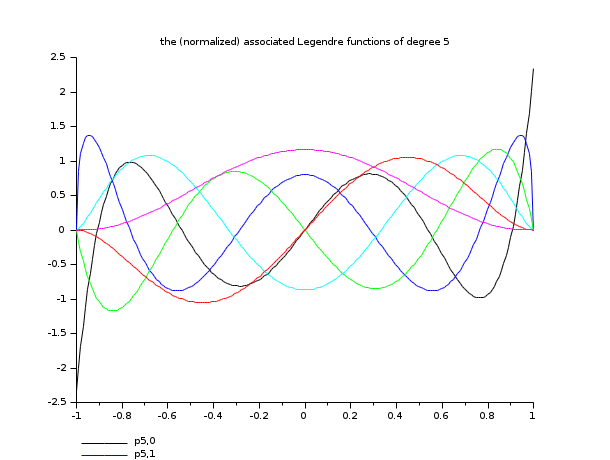 the (normalized) associated Legendre functions of degree 5
2.5
2
1.5
1
0.5
0
-0.5
-1
-1.5
-2
-2.5
-1 -0.8 -0.6 -0.4 -0.2 0 0.2 0.4 0.6 0.8 1
p5,0
p5,1